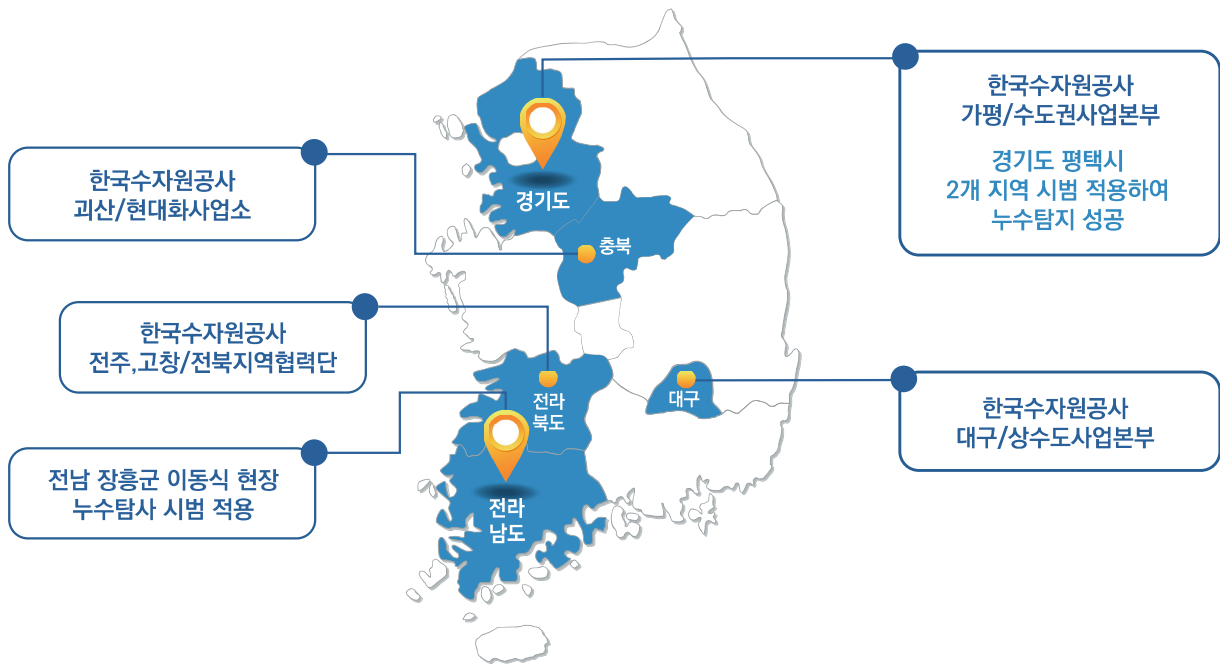 한국수자원공사
가평/수도권사업본부
경기도 평택시
2개 지역 시범 적용하여
누수탐지 성공
한국수자원공사
괴산/현대화사업소
경기도
충북
한국수자원공사
전주,고창/전북지역협력단
전라
북도
대구
한국수자원공사
대구/상수도사업본부
전남 장흥군 이동식 현장
누수탐사 시범 적용
전라
남도